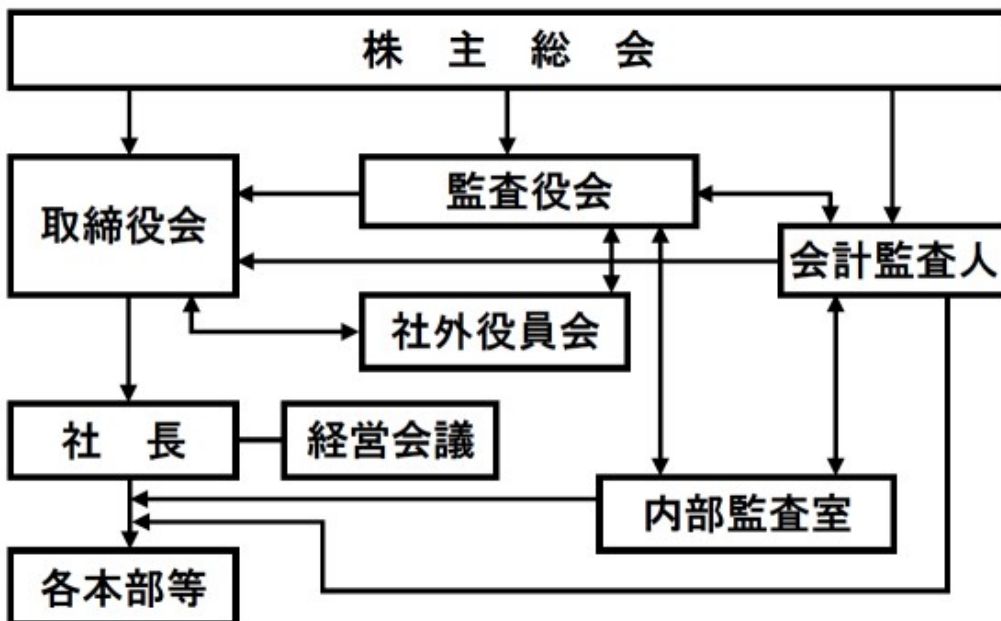 株　主　総　会
取締役会
監査役会
会計監査人
社外役員会
社　長
経営会議
内部監査室
各本部等